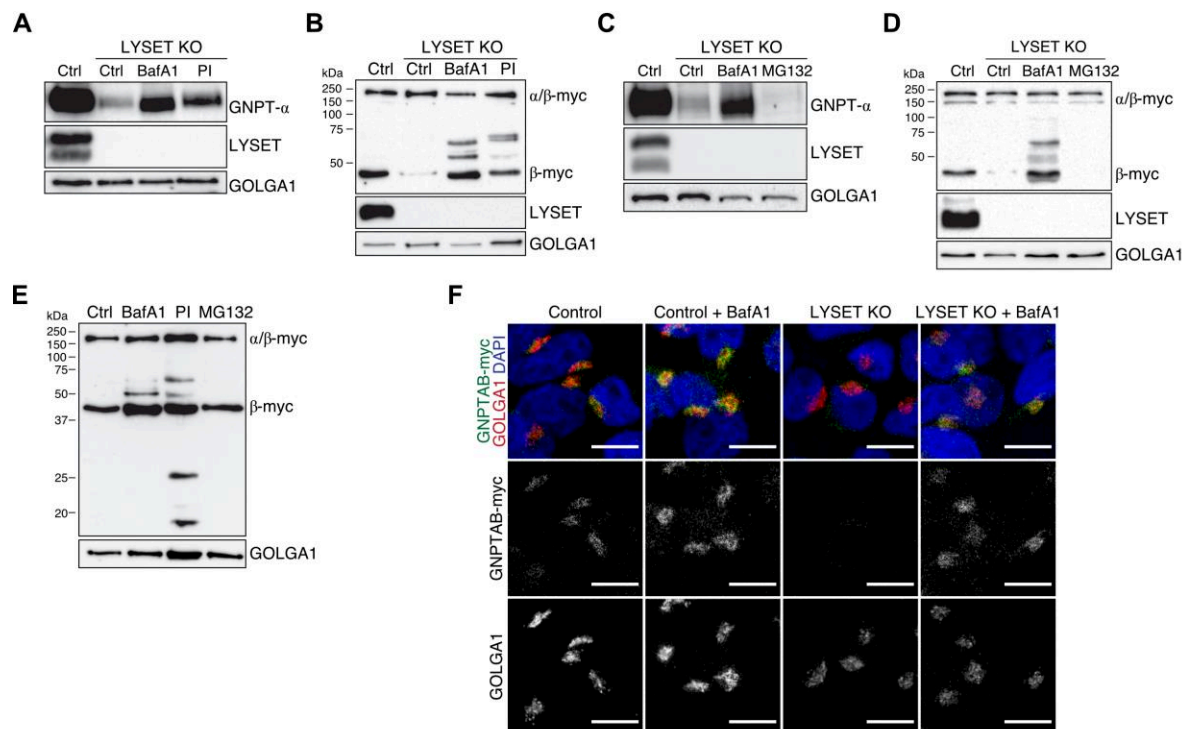 A
LYSET KO
Ctrl Ctrl BafA1 PI
GNPT-α
LYSET
GOLGA1
B
LYSET KO
Ctrl Ctrl BafA1 PI
kDa
250
150
100
75
50
α/β-myc
β-myc
LYSET
GOLGA1
C
LYSET KO
Ctrl Ctrl BafA1 MG132
GNPT-α
LYSET
GOLGA1
D
LYSET KO
Ctrl Ctrl BafA1 MG132
kDa
250
150
100
75
50
α/β-myc
β-myc
LYSET
GOLGA1
E
kDa Ctrl BafA1 PI MG132
250
150
100
75
50
37
25
20
α/β-myc
β-myc
GOLGA1
F
Control Control + BafA1 LYSET KO LYSET KO + BafA1
GNPTAB-myc
GOLGA1 DAPI
GNPTAB-myc
GOLGA1